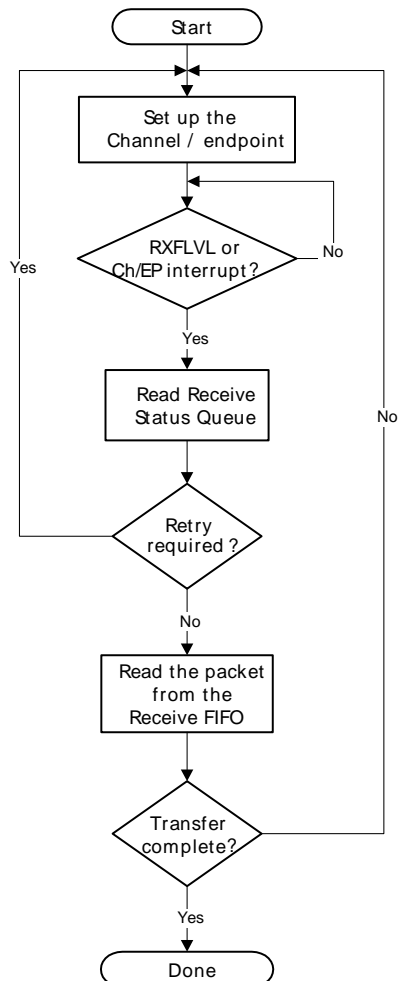 Start
Set up the
Channel / endpoint
RXFLVL or
Ch/EP interrupt?
No
Yes
Yes
Read Receive
Status Queue
No
Retry
required?
No
Read the packet
from the
Receive FIFO
Transfer
complete?
Yes
Done